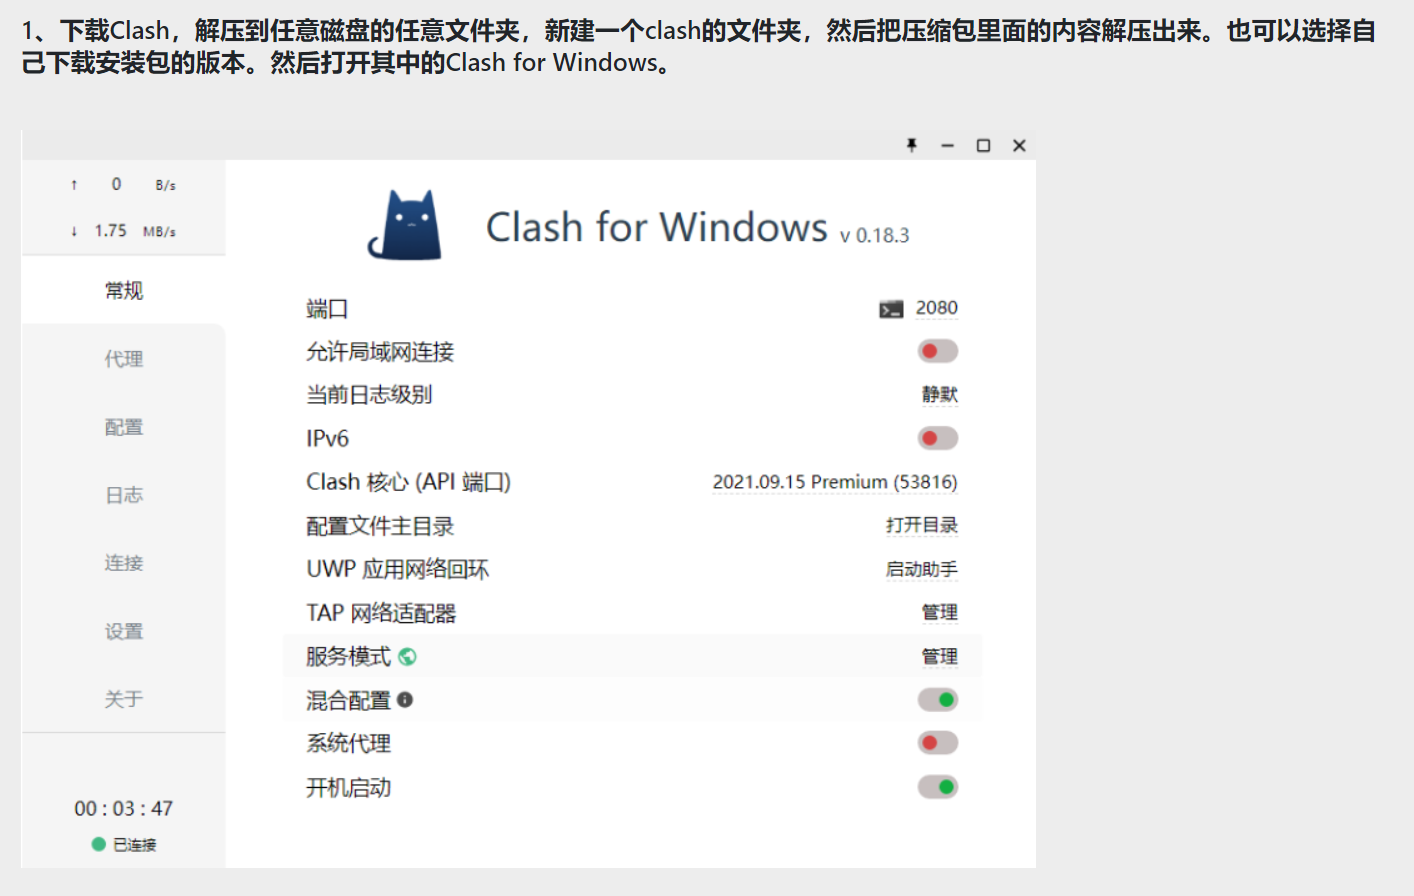 1、下载Clash，解压到任意磁盘的任意文件夹，新建一个clash的文件夹，然后把压缩包里面的内容解压出来。也可以选择自
己下载安装包的版本。然后打开其中的Clash for Windows。
↑ 0 B/s
↓ 1.75 MB/s
常规
代理
配置
日志
连接
设置
关于
00 : 03 : 47
已连接
Clash for Windows v 0.18.3
端口 2080
允许局域网连接
当前日志级别 静默
IPv6
Clash 核心 (API 端口) 2021.09.15 Premium (53816)
配置文件主目录 打开目录
UWP 应用网络回环 启动助手
TAP 网络适配器 管理
服务模式 管理
混合配置
系统代理
开机启动